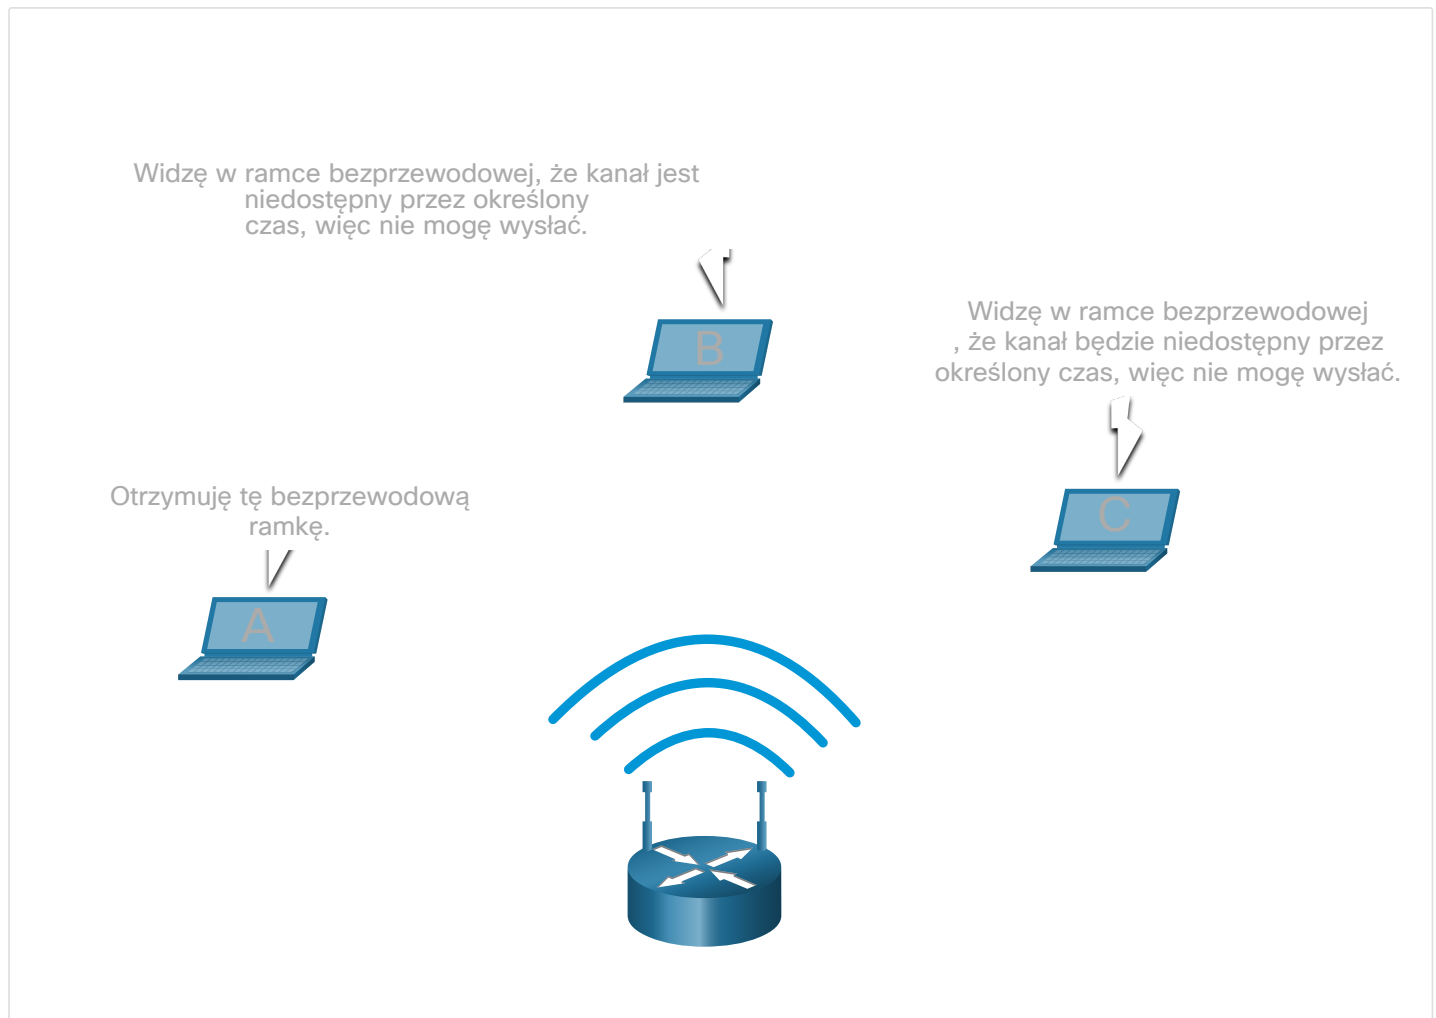 Widzę w ramce bezprzewodowej, że kanał jest
niedostępny przez określony
czas, więc nie mogę wysłać.
B
Widzę w ramce bezprzewodowej
, że kanał będzie niedostępny przez
określony czas, więc nie mogę wysłać.
C
Otrzymuję tę bezprzewodową
ramkę.
A